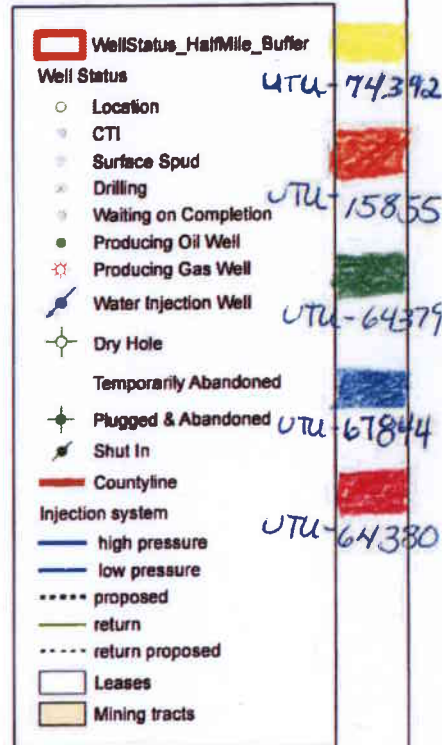 WellStatus_HalfMile_Buffer
Well Status
Location
CTI
Surface Spud
Drilling
Waiting on Completion
Producing Oil Well
Producing Gas Well
Water Injection Well
Dry Hole
Temporarily Abandoned
Plugged & Abandoned
Shut In
Countyline
Injection system
high pressure
low pressure
proposed
return
return proposed
Leases
Mining tracts
UTU-74392
UTU-15855
UTU-64379
UTU-67844
UTU-64380